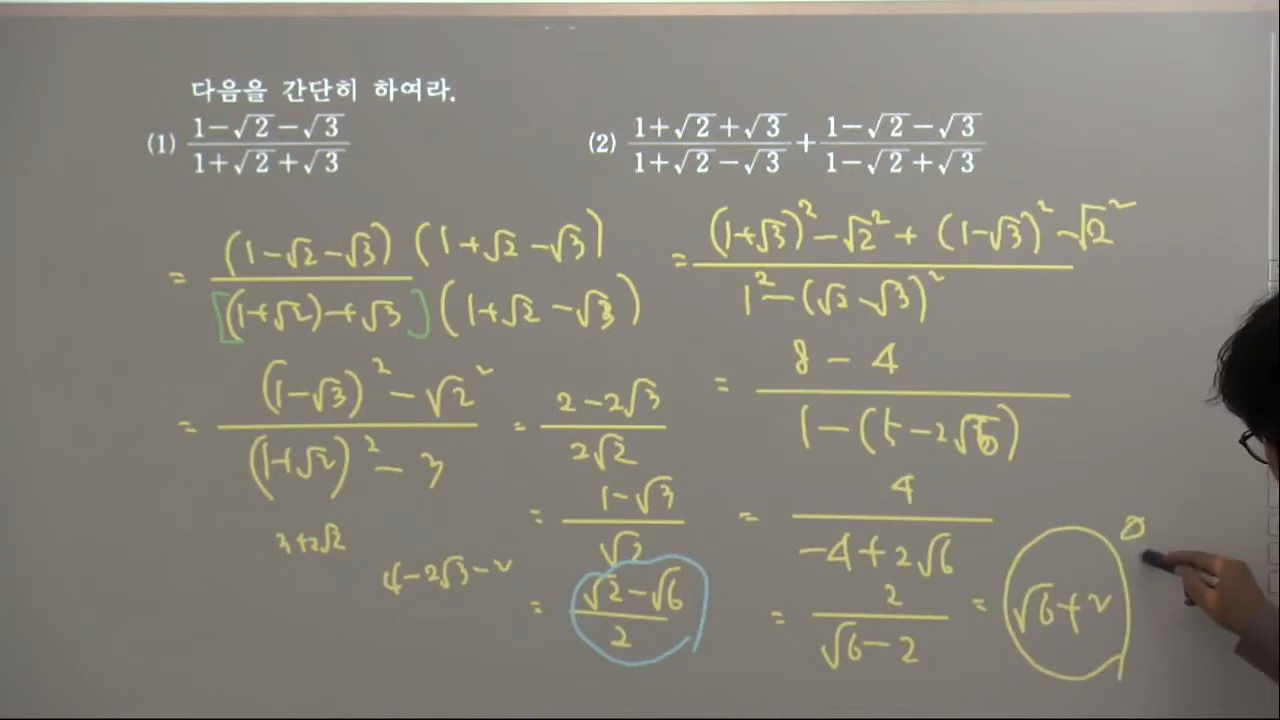 다음을 간단히 하여라.
(1) (1-√2-√3)/(1+√2+√3)
(2) (1+√2+√3)/(1+√2-√3) + (1-√2-√3)/(1-√2+√3)
= (1-√2-√3)(1+√2-√3)
[(1+√2)+√3](1+√2-√3)
= (1-√3)² - √2²
(1+√2)² - 3
3+2√2
4-2√3-2
= 2-2√3
2√2
= 1-√3
√2
= √2-√6
2
= (1+√3)² - √2² + (1-√3)² - √2²
1² - (√2-√3)²
= 8 - 4
1 - (5-2√6)
= 4
-4+2√6
= 2
√6-2
= √6+2